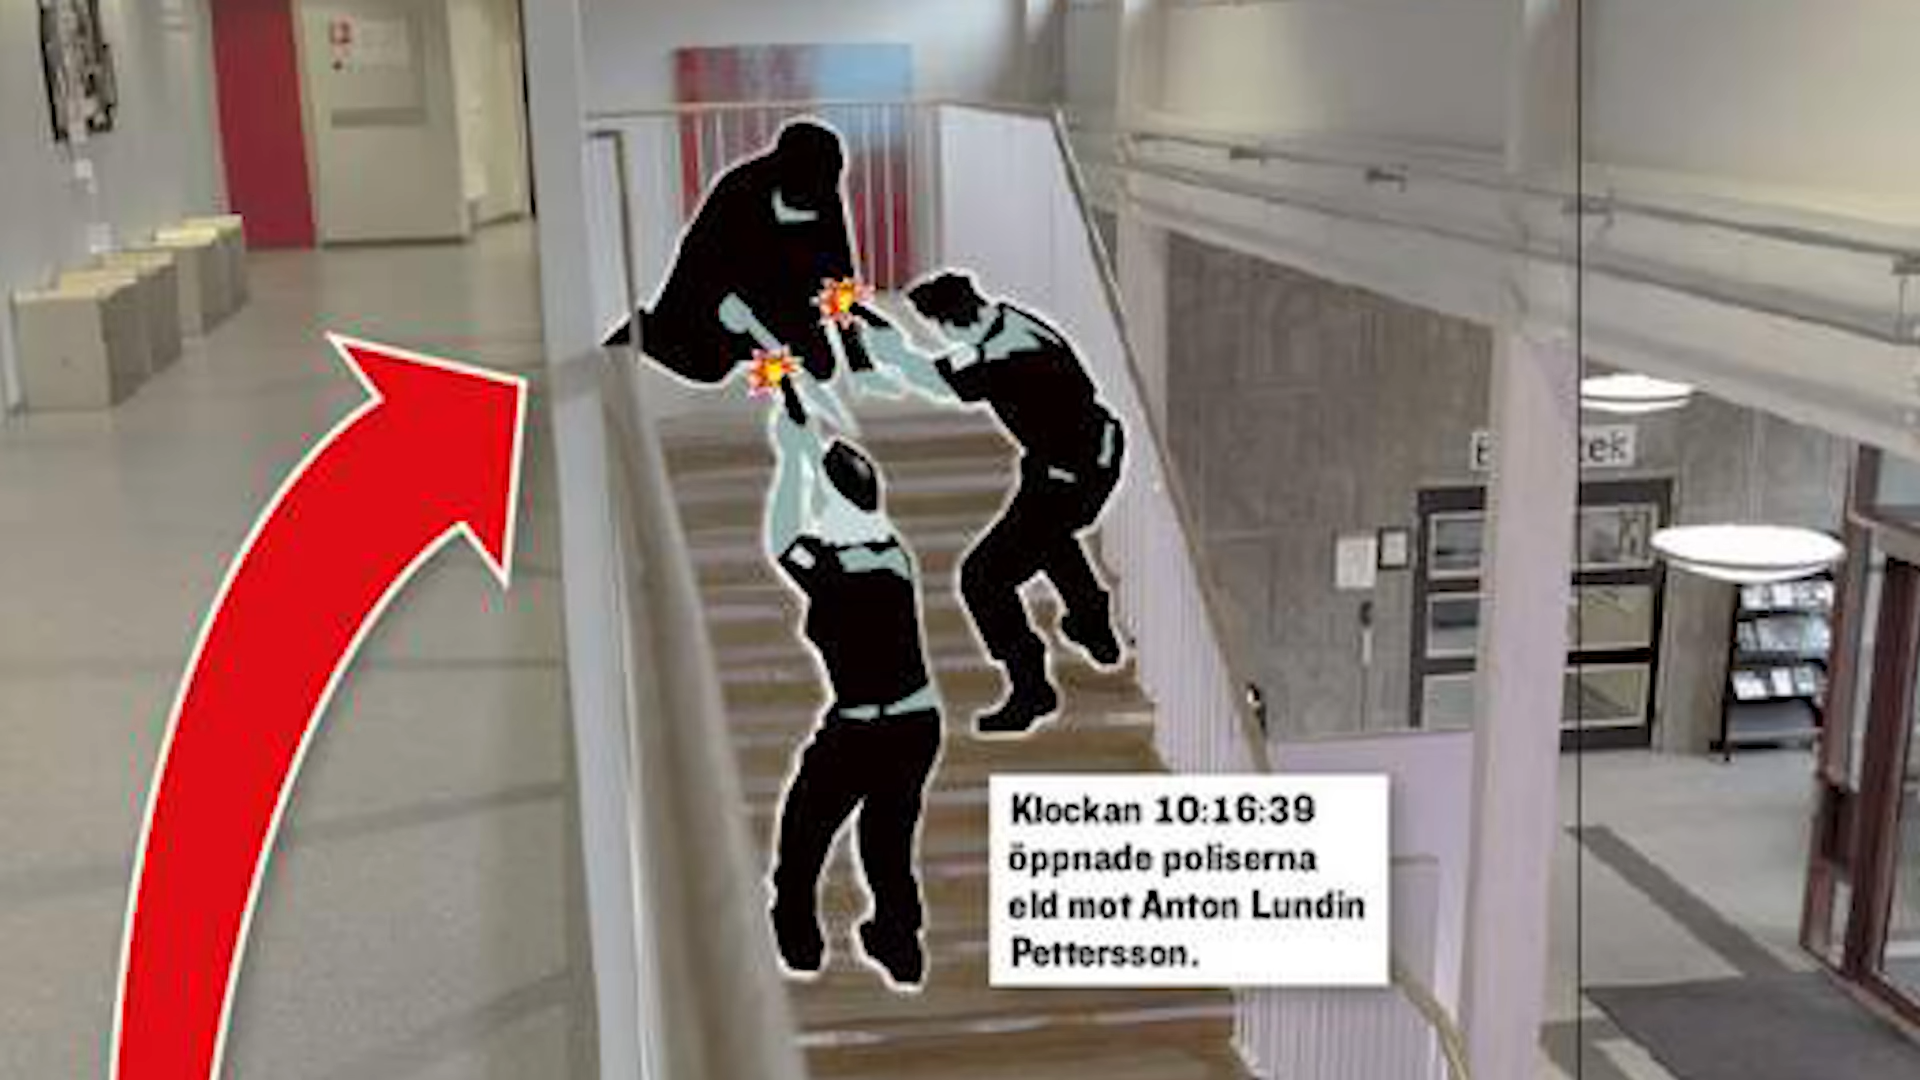 Klockan 10:16:39
öppnade poliserna
eld mot Anton Lundin
Pettersson.